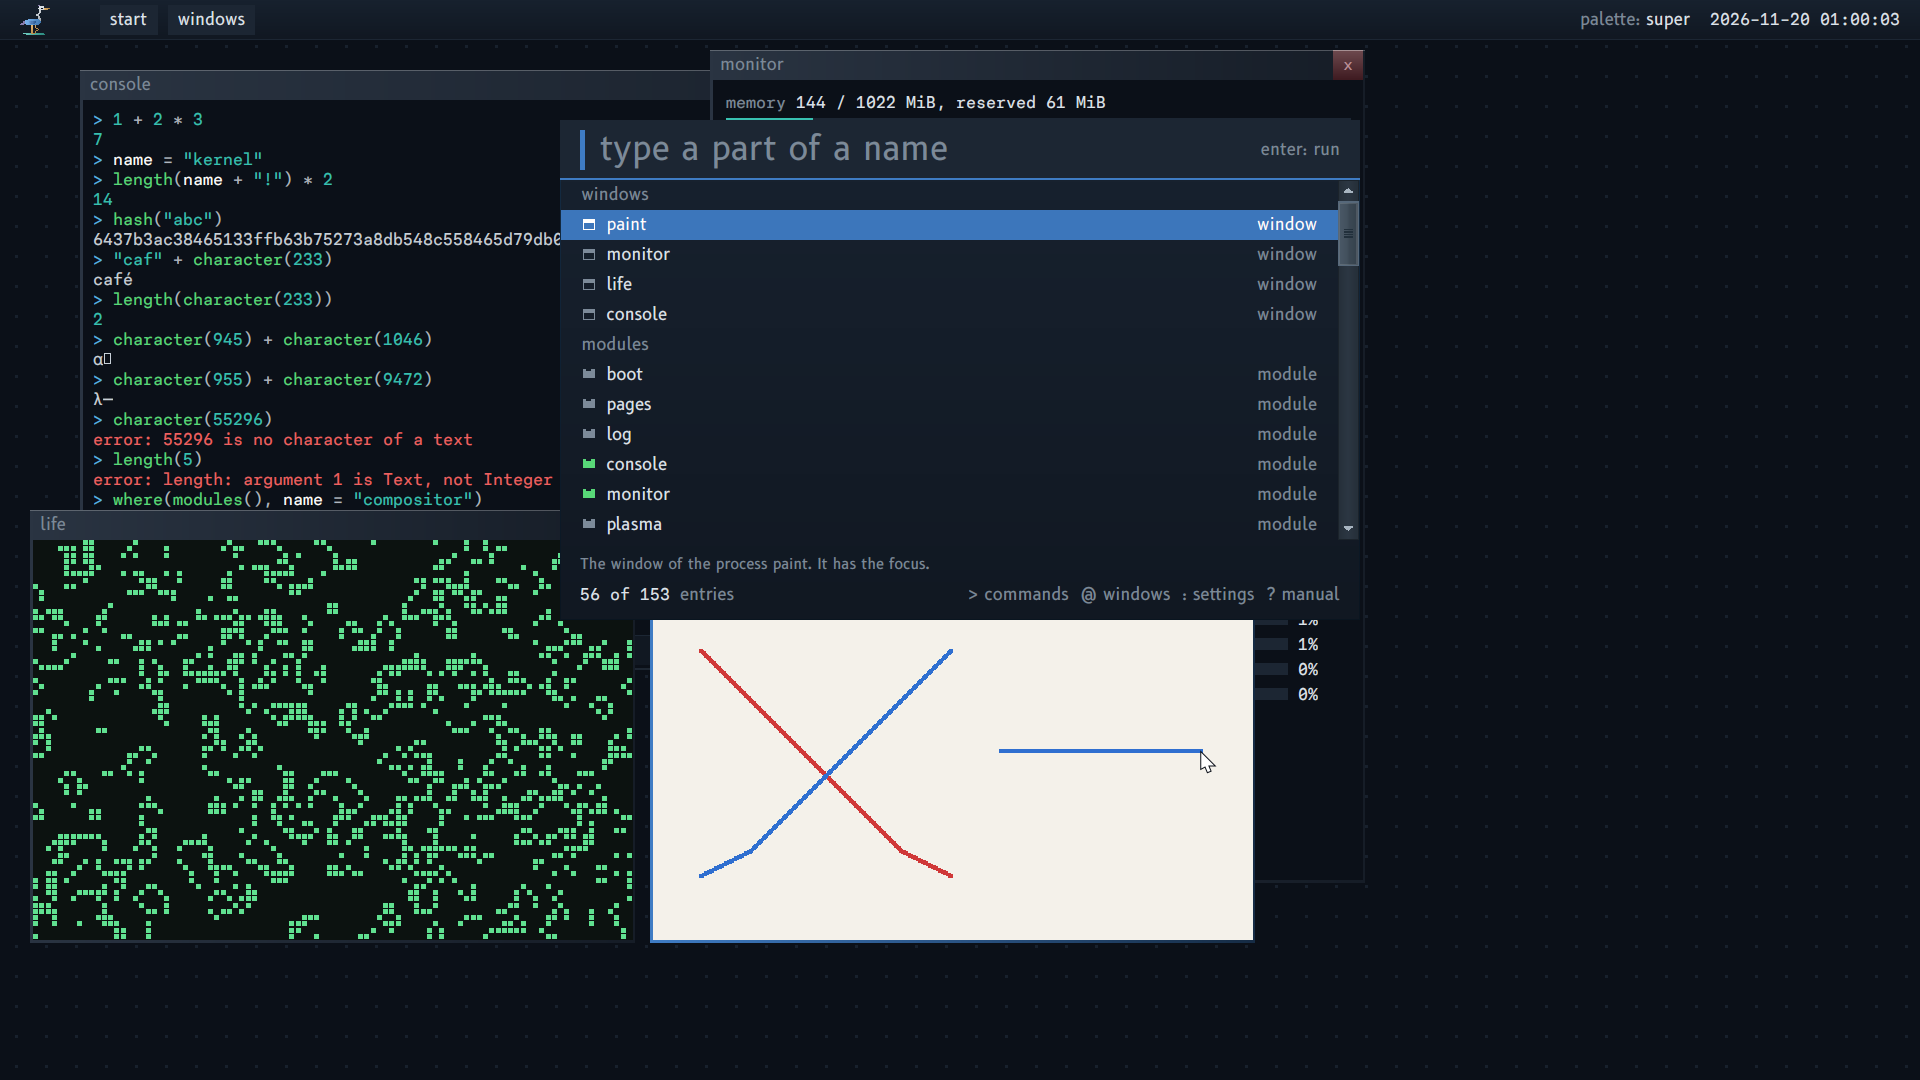 start windows
palette: super 2026-11-20 01:00:03
console
> 1 + 2 * 3
7
> name = "kernel"
> length(name + "!") * 2
14
> hash("abc")
> "caf" + character(233)
café
> length(character(233))
2
> character(945) + character(1046)
α
> character(955) + character(9472)
λ─
> character(55296)
error: 55296 is no character of a text
> length(5)
error: length: argument 1 is Text, not Integer
> where(modules(), name = "compositor")
monitor
x
memory 144 / 1022 MiB, reserved 61 MiB
type a part of a name
enter: run
windows
paint window
monitor window
life window
console window
modules
boot module
pages module
log module
console module
monitor module
plasma module
The window of the process paint. It has the focus.
56 of 153 entries
> commands @ windows : settings ? manual
life
1%
1%
0%
0%